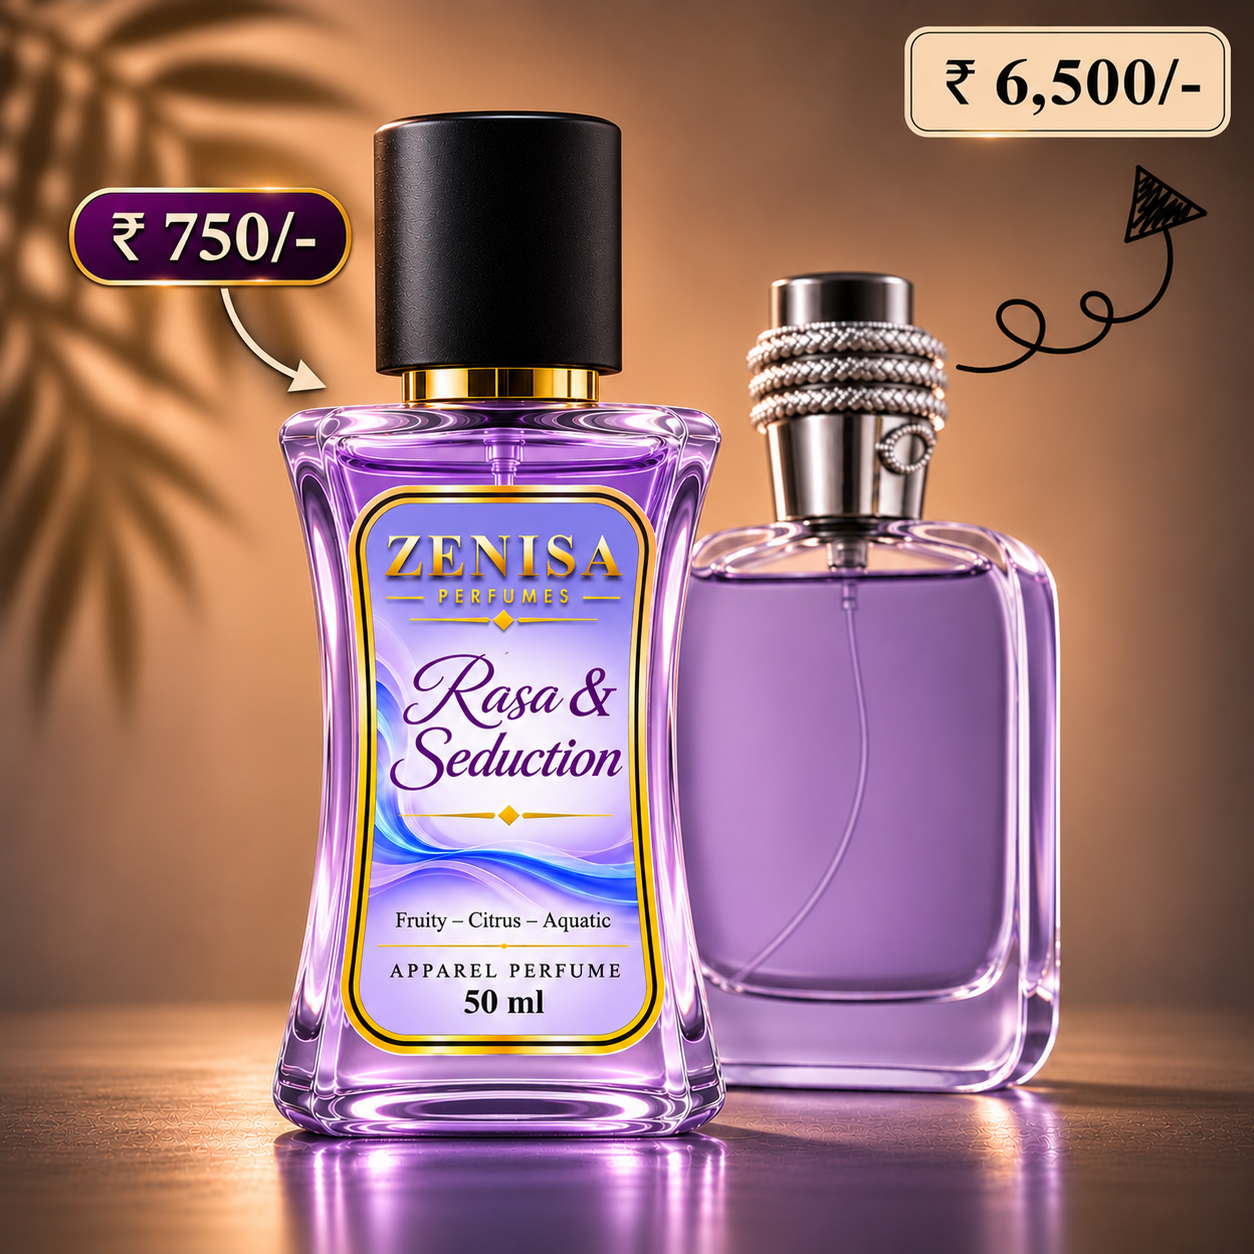 ₹ 6,500/-
₹ 750/-
ZENISA
PERFUMES
Rasa &
Seduction
Fruity – Citrus – Aquatic
APPAREL PERFUME
50 ml